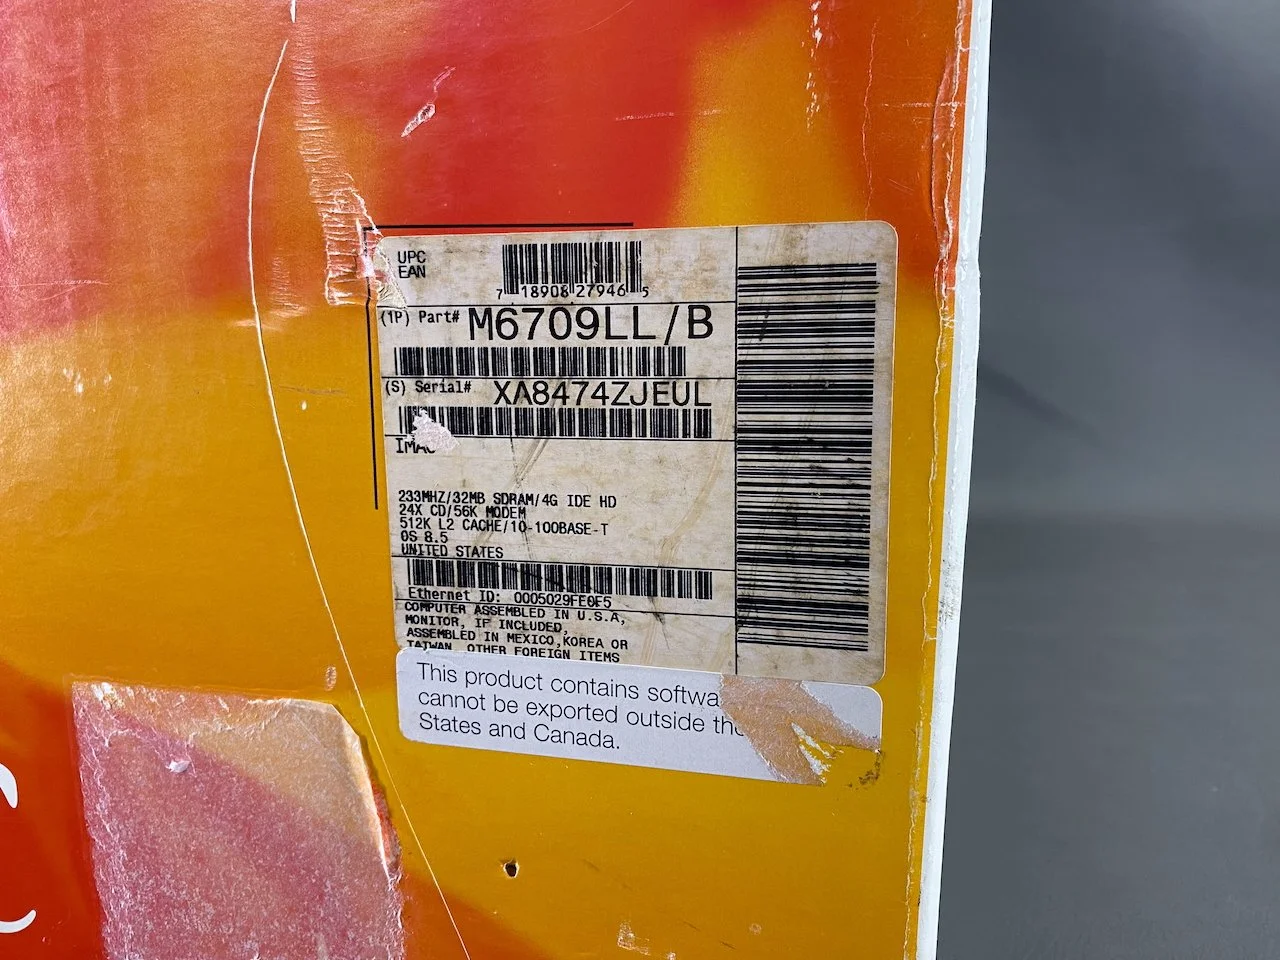 UPC
EAN
7 18908 27946 5
(1P) Part# M6709LL/B
(S) Serial# XA8474ZJEUL
IMAC
233MHZ/32MB SDRAM/4G IDE HD
24X CD/56K MODEM
512K L2 CACHE/10-100BASE-T
OS 8.5
UNITED STATES
Ethernet ID: 0005029FE0F5
COMPUTER ASSEMBLED IN U.S.A,
MONITOR, IF INCLUDED,
ASSEMBLED IN MEXICO,KOREA OR
TAIWAN. OTHER FOREIGN ITEMS
This product contains softwa
cannot be exported outside the
States and Canada.